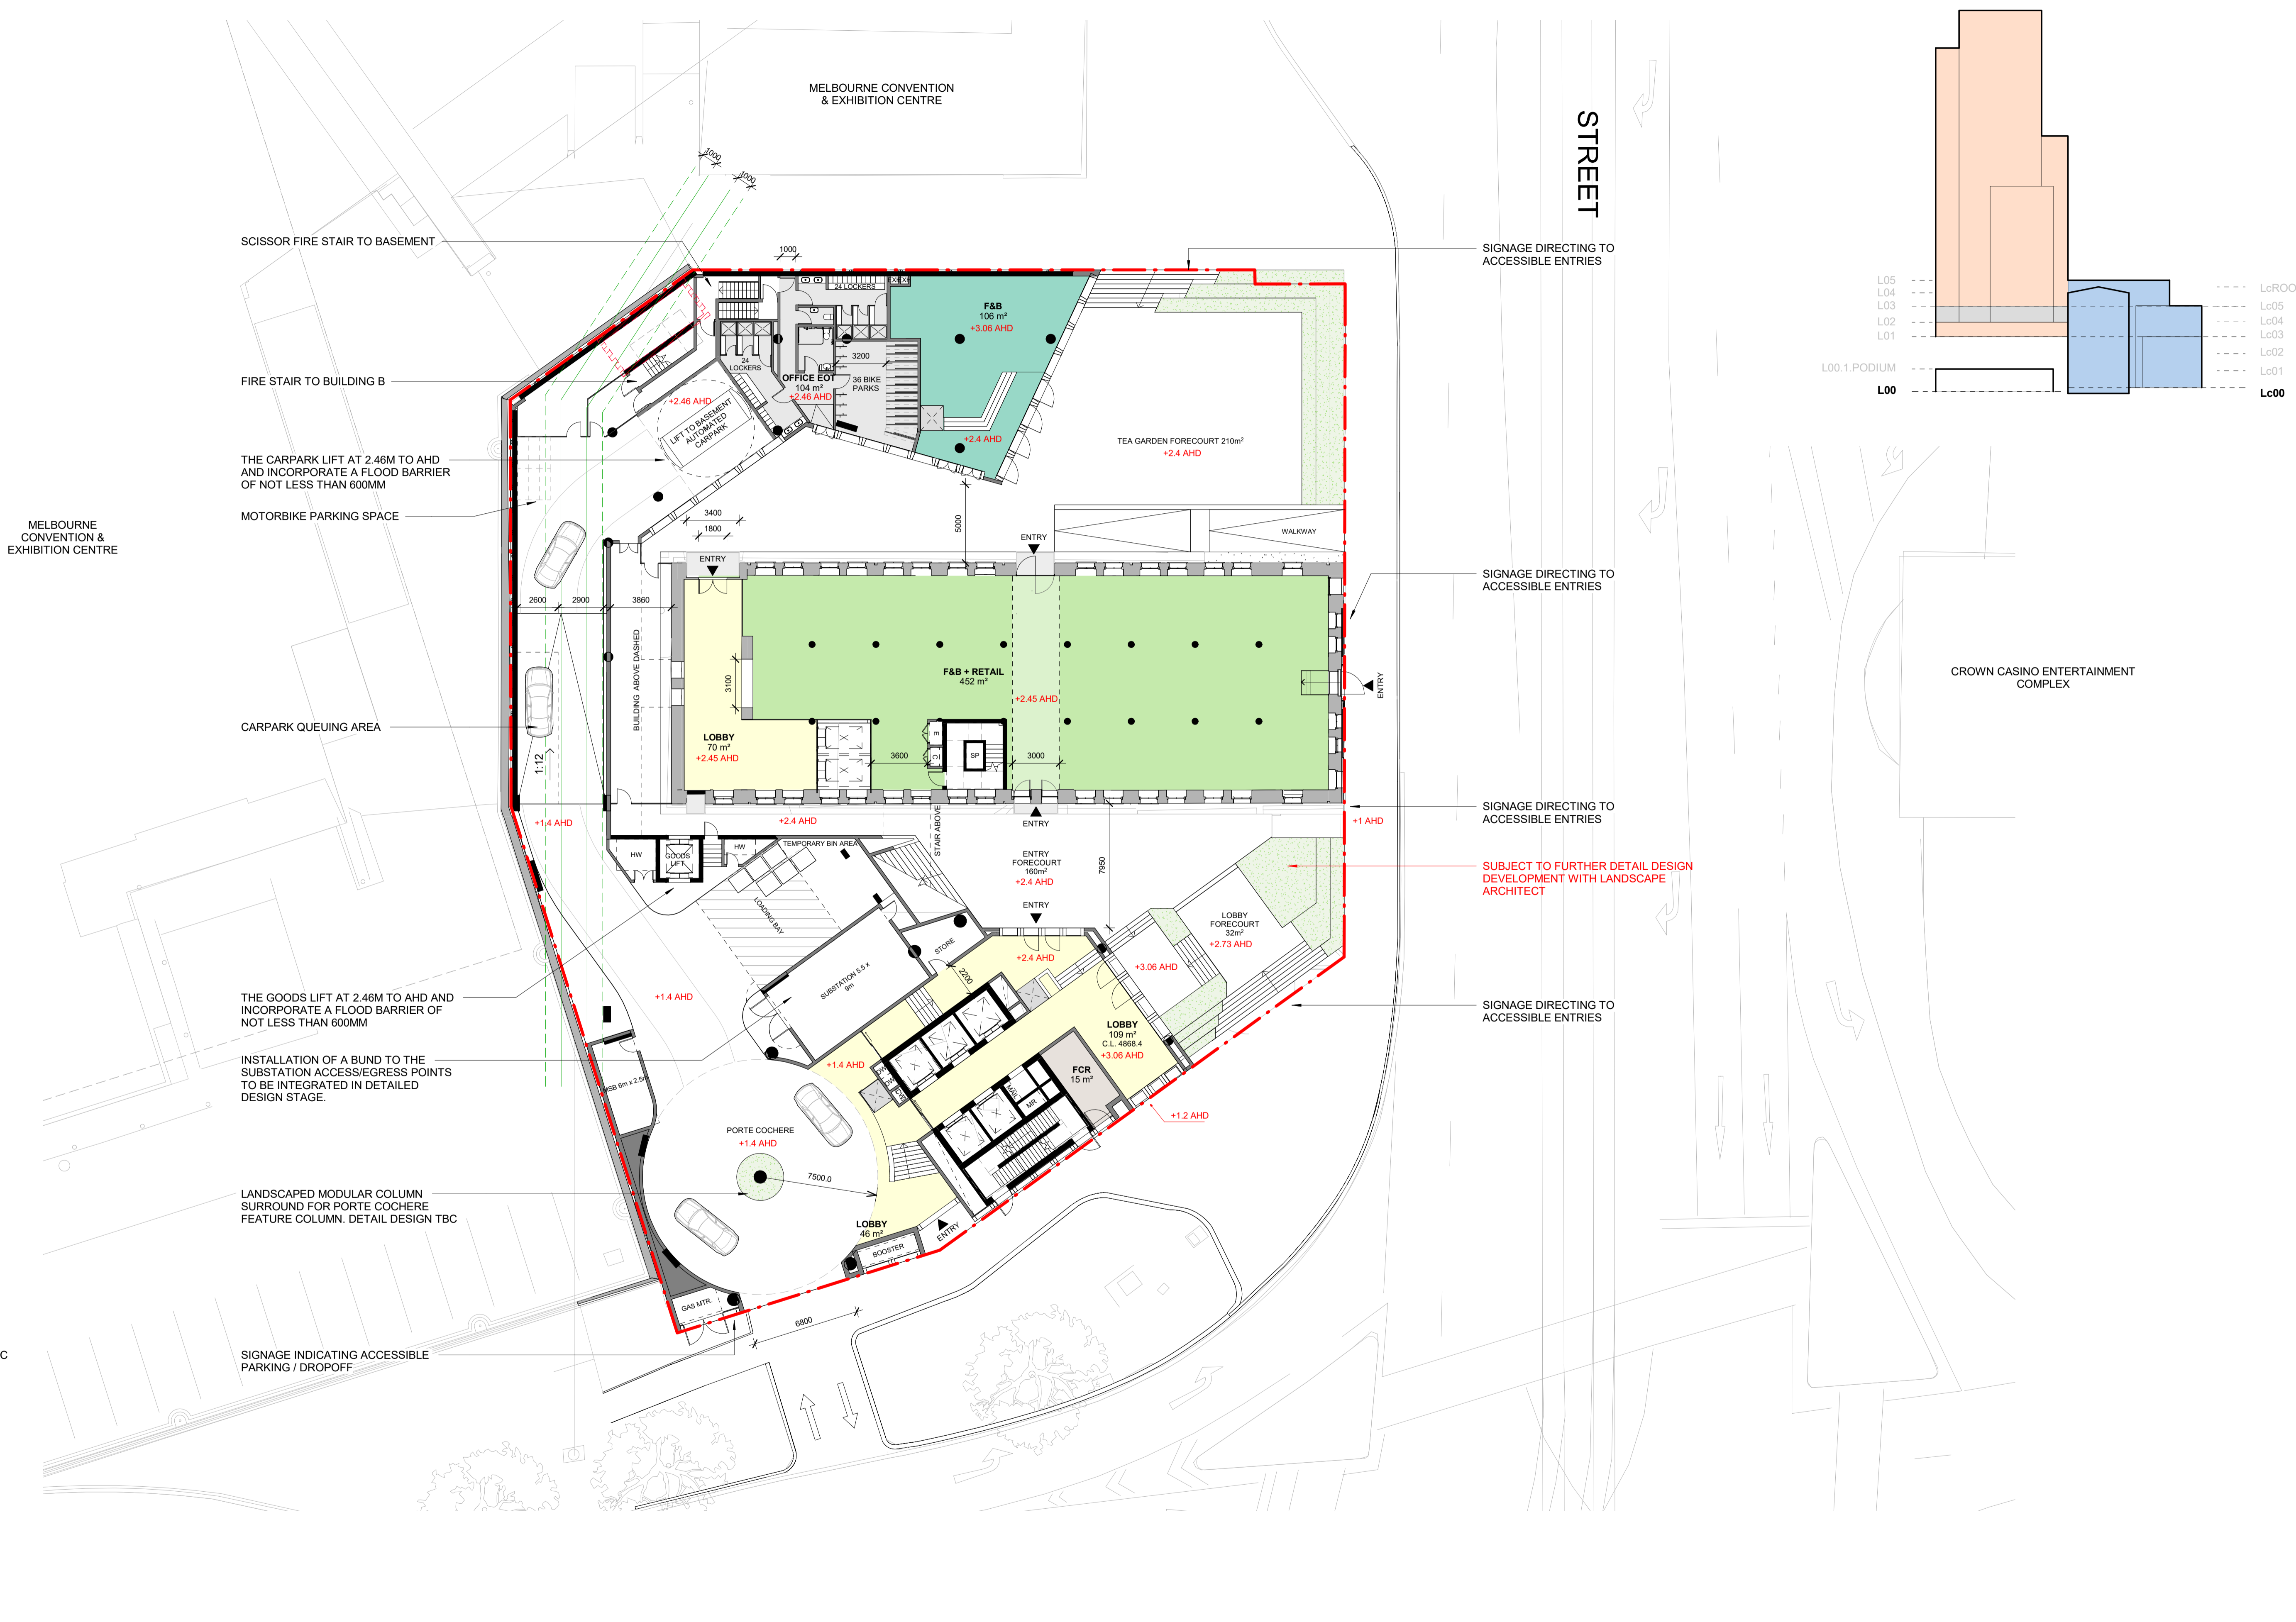 MELBOURNE CONVENTION
& EXHIBITION CENTRE
STREET
1000
1000
1000
SCISSOR FIRE STAIR TO BASEMENT
FIRE STAIR TO BUILDING B
THE CARPARK LIFT AT 2.46M TO AHD
AND INCORPORATE A FLOOD BARRIER
OF NOT LESS THAN 600MM
MOTORBIKE PARKING SPACE
MELBOURNE
CONVENTION &
EXHIBITION CENTRE
CARPARK QUEUING AREA
THE GOODS LIFT AT 2.46M TO AHD AND
INCORPORATE A FLOOD BARRIER OF
NOT LESS THAN 600MM
INSTALLATION OF A BUND TO THE
SUBSTATION ACCESS/EGRESS POINTS
TO BE INTEGRATED IN DETAILED
DESIGN STAGE.
LANDSCAPED MODULAR COLUMN
SURROUND FOR PORTE COCHERE
FEATURE COLUMN. DETAIL DESIGN TBC
C
SIGNAGE INDICATING ACCESSIBLE
PARKING / DROPOFF
24 LOCKERS
X
X
24
LOCKERS
OFFICE EOT
104 m²
+2.46 AHD
3200
36 BIKE
PARKS
F&B
106 m²
+3.06 AHD
+2.4 AHD
+2.46 AHD
LIFT TO BASEMENT
AUTOMATED
CARPARK
TEA GARDEN FORECOURT 210m²
+2.4 AHD
WALKWAY
3400
1800
5000
ENTRY
ENTRY
2600
2900
3860
BUILDING ABOVE DASHED
3100
F&B + RETAIL
452 m²
+2.45 AHD
ENTRY
LOBBY
70 m²
+2.45 AHD
3600
E
C
SP
3000
1:12
+1.4 AHD
+2.4 AHD
ENTRY
+1 AHD
HW
GOODS
LIFT
HW
TEMPORARY BIN AREA
STAIR ABOVE
ENTRY
FORECOURT
160m²
+2.4 AHD
7950
ENTRY
LOADING BAY
LOBBY
FORECOURT
32m²
+2.73 AHD
STORE
+2.4 AHD
+3.06 AHD
2200
SUBSTATION 5.5 x
9m
+1.4 AHD
LOBBY
109 m²
C.L. 4868.4
+3.06 AHD
+1.4 AHD
FCR
15 m²
MAIL
MR
+1.2 AHD
MSB 6m x 2.5m
PORTE COCHERE
+1.4 AHD
7500.0
LOBBY
46 m²
ENTRY
BOOSTER
GAS MTR.
6800
SIGNAGE DIRECTING TO
ACCESSIBLE ENTRIES
SIGNAGE DIRECTING TO
ACCESSIBLE ENTRIES
SIGNAGE DIRECTING TO
ACCESSIBLE ENTRIES
SUBJECT TO FURTHER DETAIL DESIGN
DEVELOPMENT WITH LANDSCAPE
ARCHITECT
SIGNAGE DIRECTING TO
ACCESSIBLE ENTRIES
CROWN CASINO ENTERTAINMENT
COMPLEX
L05
L04
L03
L02
L01
L00.1.PODIUM
L00
LcROO
Lc05
Lc04
Lc03
Lc02
Lc01
Lc00